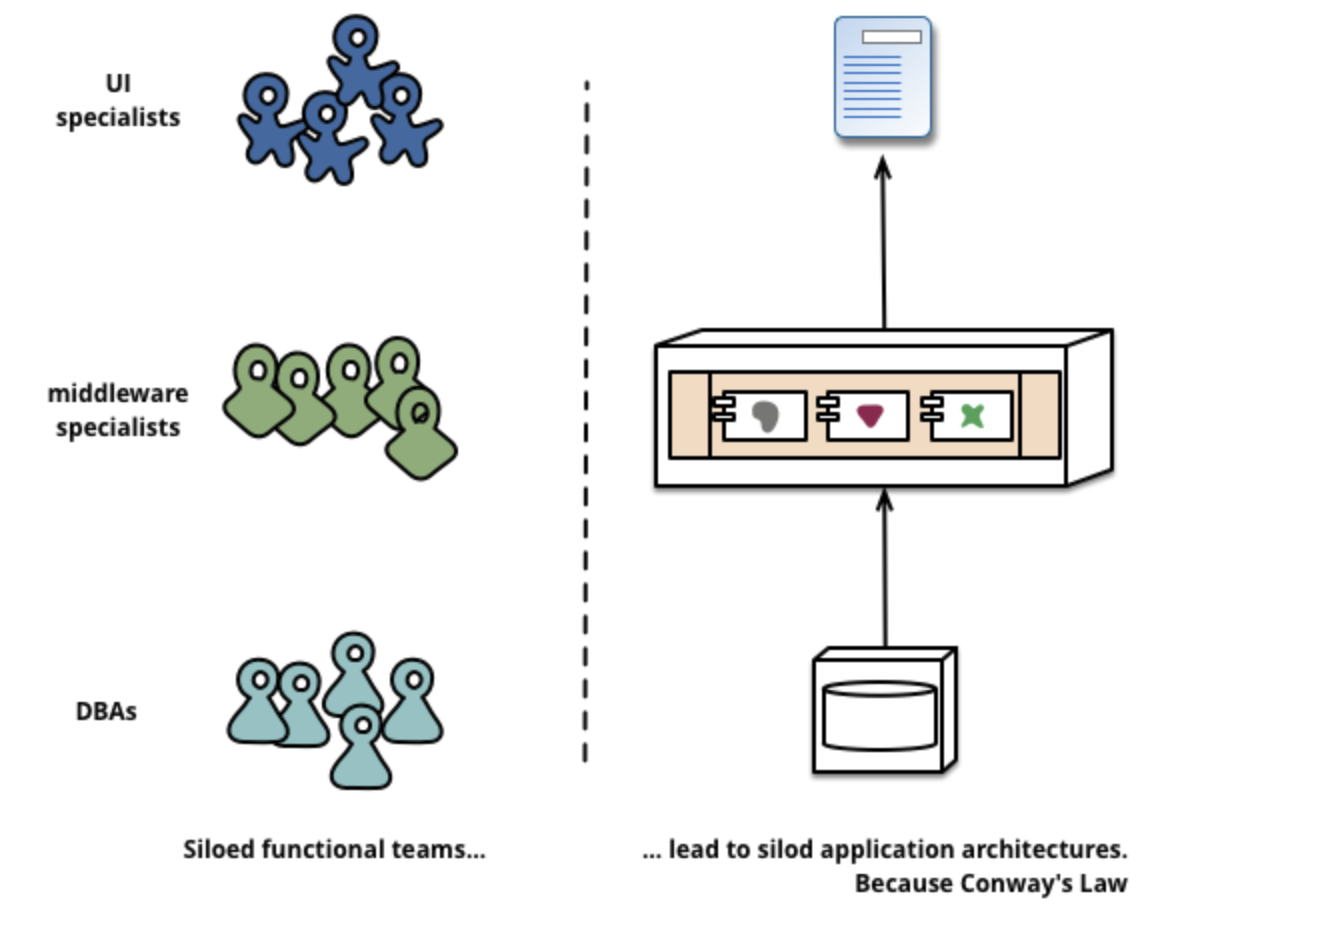 UI
specialists
middleware
specialists
DBAs
Siloed functional teams...
... lead to silod application architectures.
Because Conway's Law